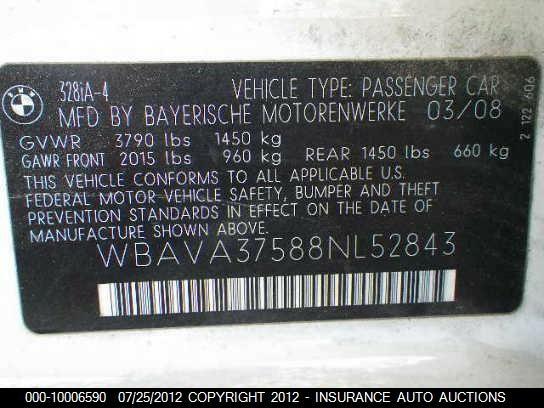 BMW
328iA-4 VEHICLE TYPE: PASSENGER CAR
MFD BY BAYERISCHE MOTORENWERKE 03/08
GVWR 3790 lbs 1450 kg
GAWR FRONT 2015 lbs 960 kg REAR 1450 lbs 660 kg
THIS VEHICLE CONFORMS TO ALL APPLICABLE U.S.
FEDERAL MOTOR VEHICLE SAFETY, BUMPER AND THEFT
PREVENTION STANDARDS IN EFFECT ON THE DATE OF
MANUFACTURE SHOWN ABOVE.
WBAVA37588NL52843
2 122 406
000-10006590 07/25/2012 COPYRIGHT 2012 - INSURANCE AUTO AUCTIONS